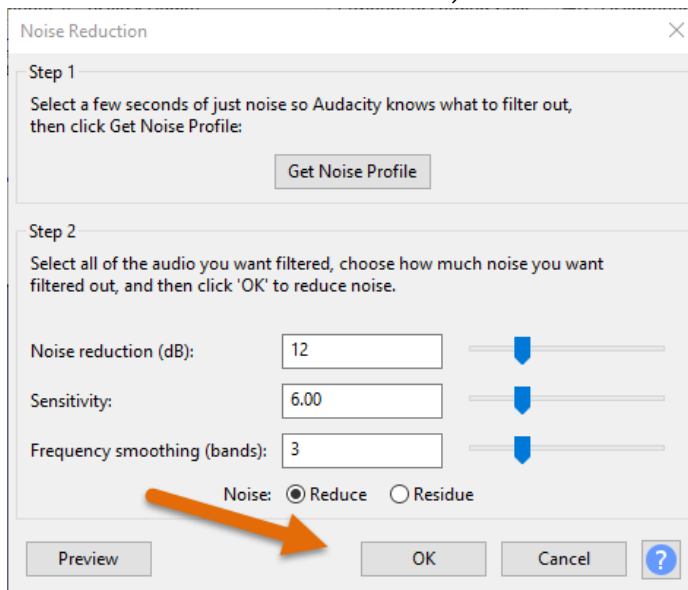 Noise Reduction
Step 1
Select a few seconds of just noise so Audacity knows what to filter out,
then click Get Noise Profile:
Get Noise Profile
Step 2
Select all of the audio you want filtered, choose how much noise you want
filtered out, and then click 'OK' to reduce noise.
Noise reduction (dB): 12
Sensitivity: 6.00
Frequency smoothing (bands): 3
Noise: Reduce Residue
Preview OK Cancel ?